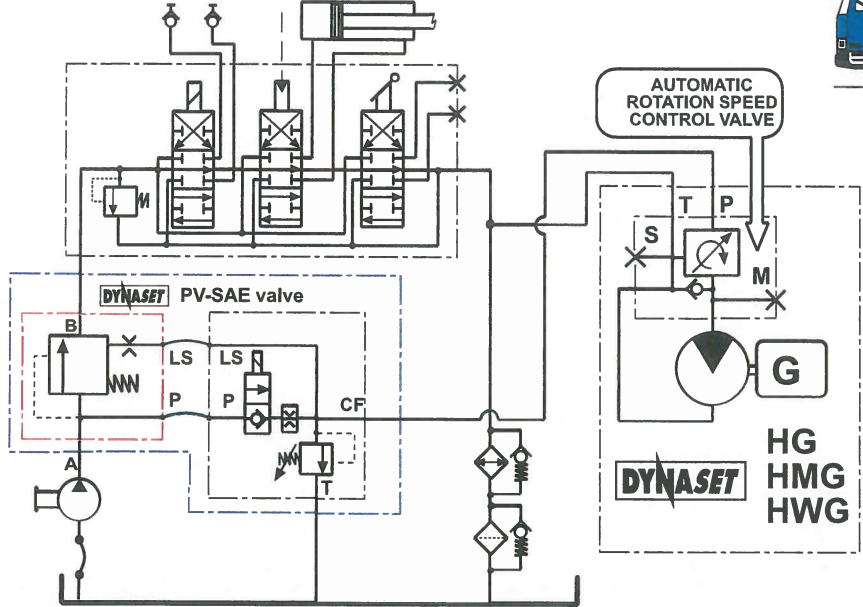 AUTOMATIC
ROTATION SPEED
CONTROL VALVE
T P
S
M
DYNASET PV-SAE valve
B
LS LS
P P CF
A
T
G
HG
DYNASET HMG
HWG